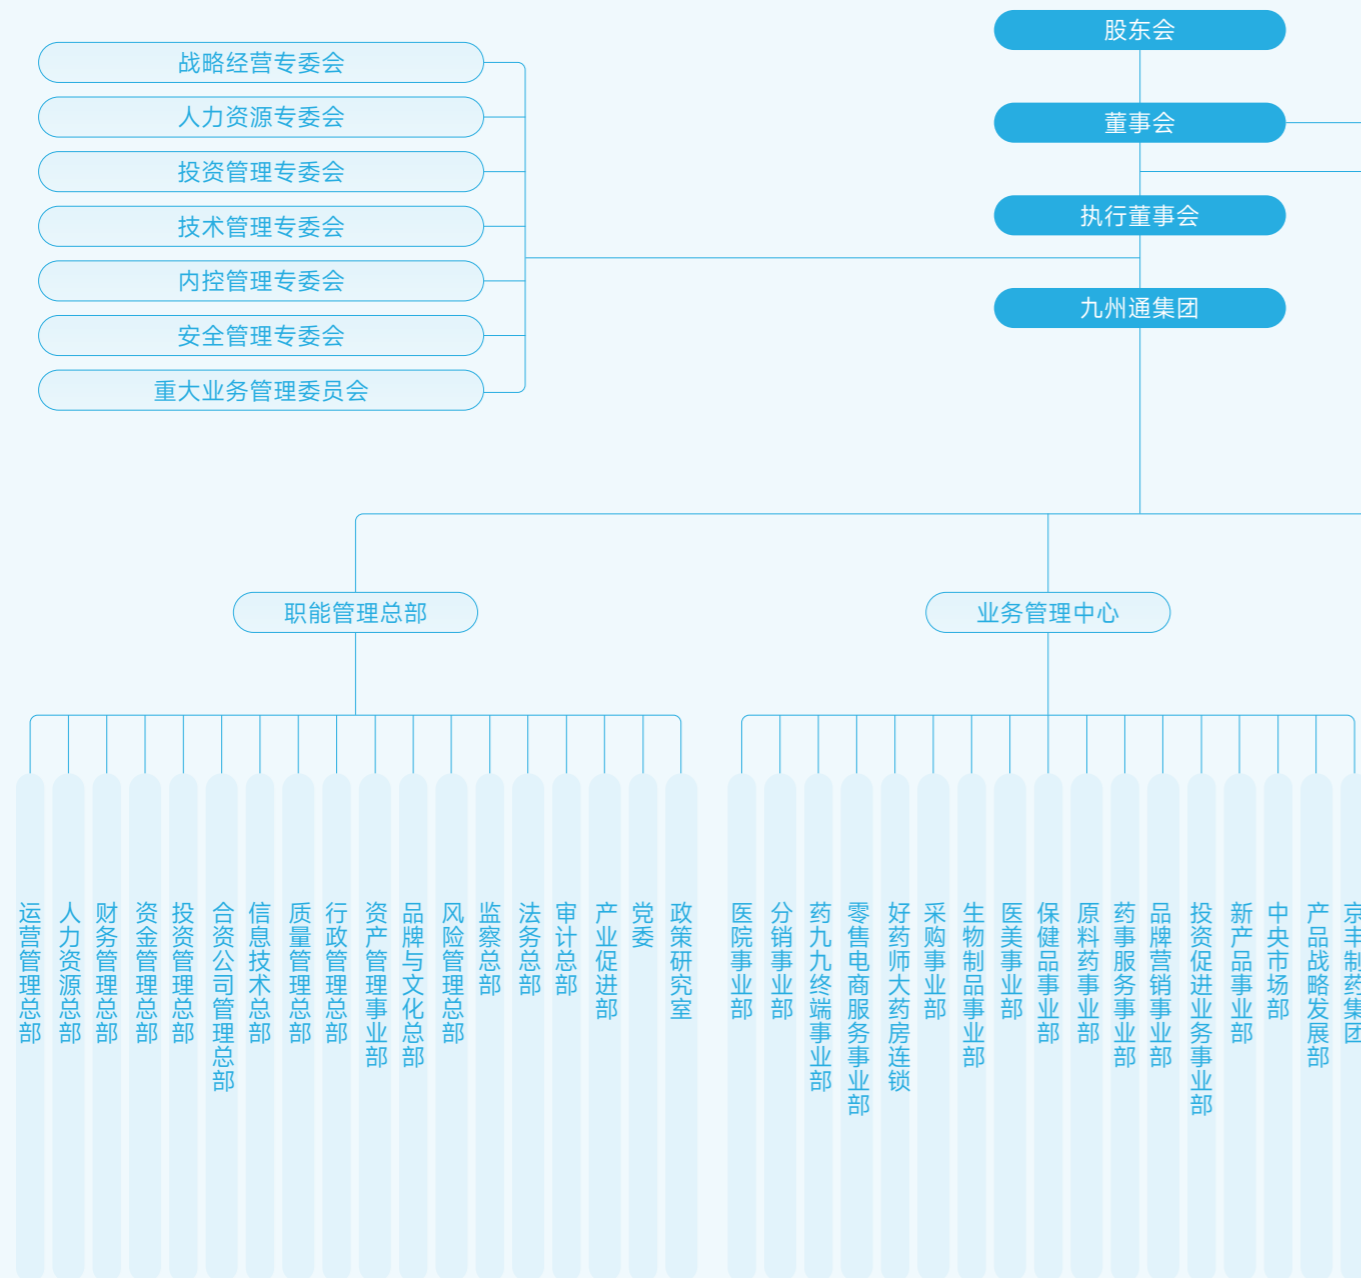 股东会
董事会
执行董事会
九州通集团
战略经营专委会
人力资源专委会
投资管理专委会
技术管理专委会
内控管理专委会
安全管理专委会
重大业务管理委员会
职能管理总部
业务管理中心
运营管理总部
人力资源总部
财务管理总部
资金管理总部
投资管理总部
合资公司管理总部
信息技术总部
质量管理总部
行政管理总部
资产管理事业部
品牌与文化总部
风险管理总部
监察总部
法务总部
审计总部
产业促进部
党委
政策研究室
医院事业部
分销事业部
药九九终端事业部
零售电商服务事业部
好药师大药房连锁
采购事业部
生物制品事业部
医美事业部
保健品事业部
原料药事业部
药事服务事业部
品牌营销事业部
投资促进业务事业部
新产品事业部
中央市场部
产品战略发展部
京丰制药集团